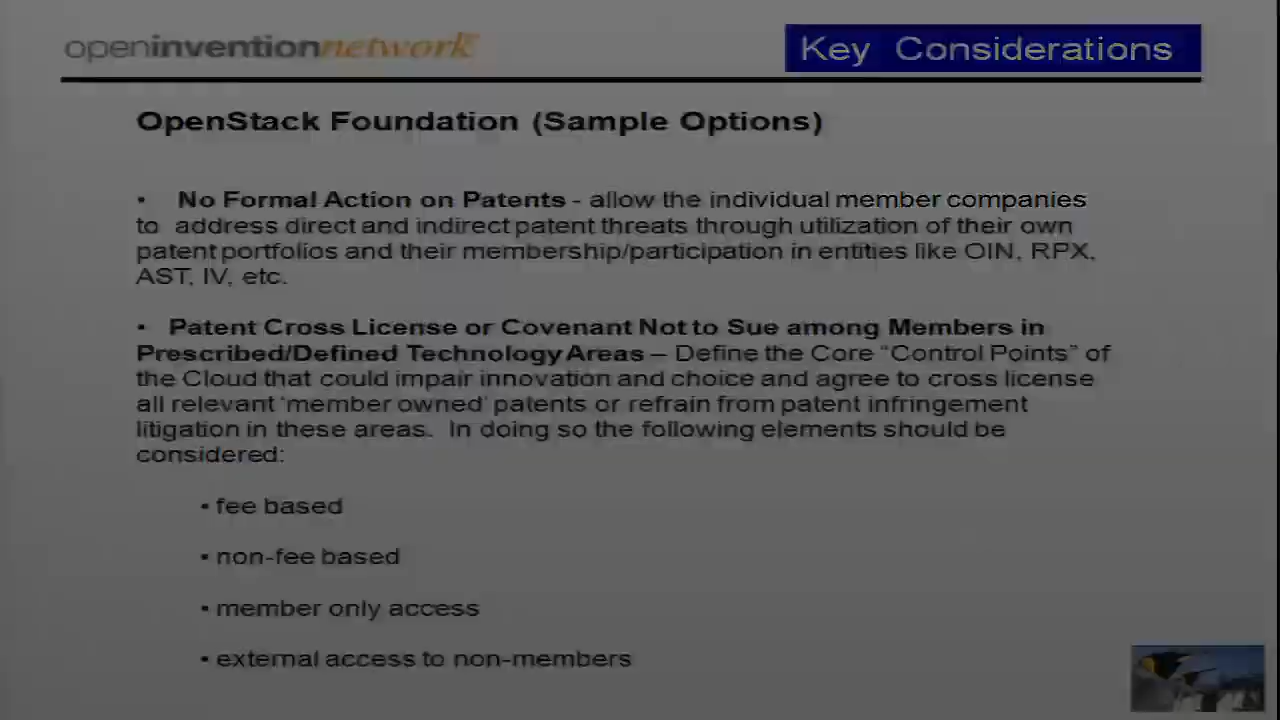 openinventionnetwork
Key Considerations
OpenStack Foundation (Sample Options)
• No Formal Action on Patents - allow the individual member companies
to address direct and indirect patent threats through utilization of their own
patent portfolios and their membership/participation in entities like OIN, RPX,
AST, IV, etc.
• Patent Cross License or Covenant Not to Sue among Members in
Prescribed/Defined Technology Areas – Define the Core “Control Points” of
the Cloud that could impair innovation and choice and agree to cross license
all relevant ‘member owned’ patents or refrain from patent infringement
litigation in these areas. In doing so the following elements should be
considered:
• fee based
• non-fee based
• member only access
• external access to non-members